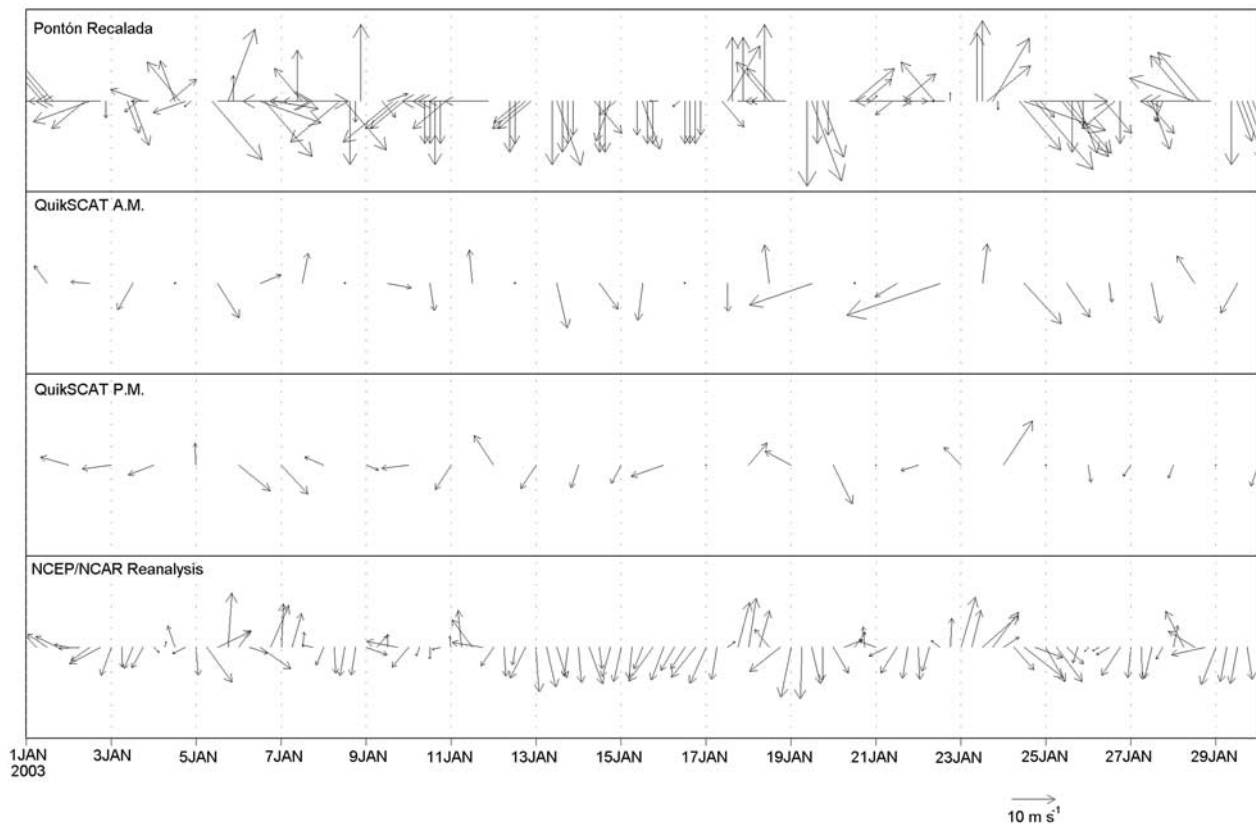 Pontón Recalada
QuikSCAT A.M.
QuikSCAT P.M.
NCEP/NCAR Reanalysis
1JAN 3JAN 5JAN 7JAN 9JAN 11JAN 13JAN 15JAN 17JAN 19JAN 21JAN 23JAN 25JAN 27JAN 29JAN
2003
10 m s⁻¹